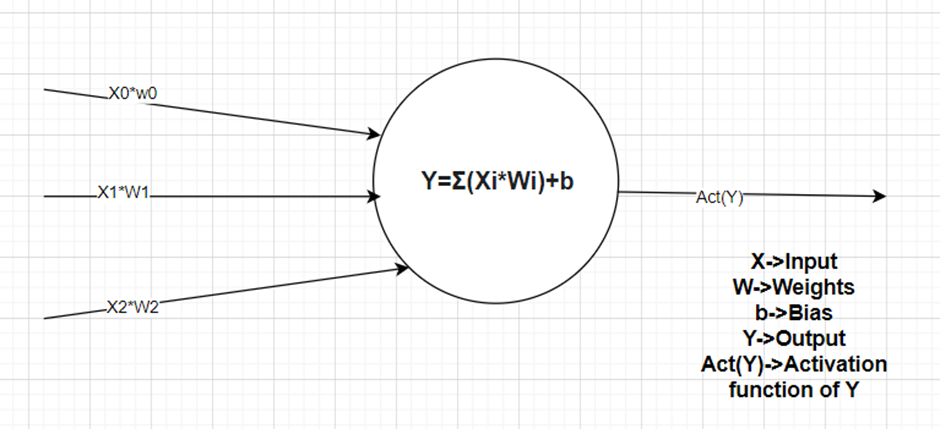 X0*w0
X1*W1
X2*W2
Y=Σ(Xi*Wi)+b
Act(Y)
X->Input
W->Weights
b->Bias
Y->Output
Act(Y)->Activation
function of Y